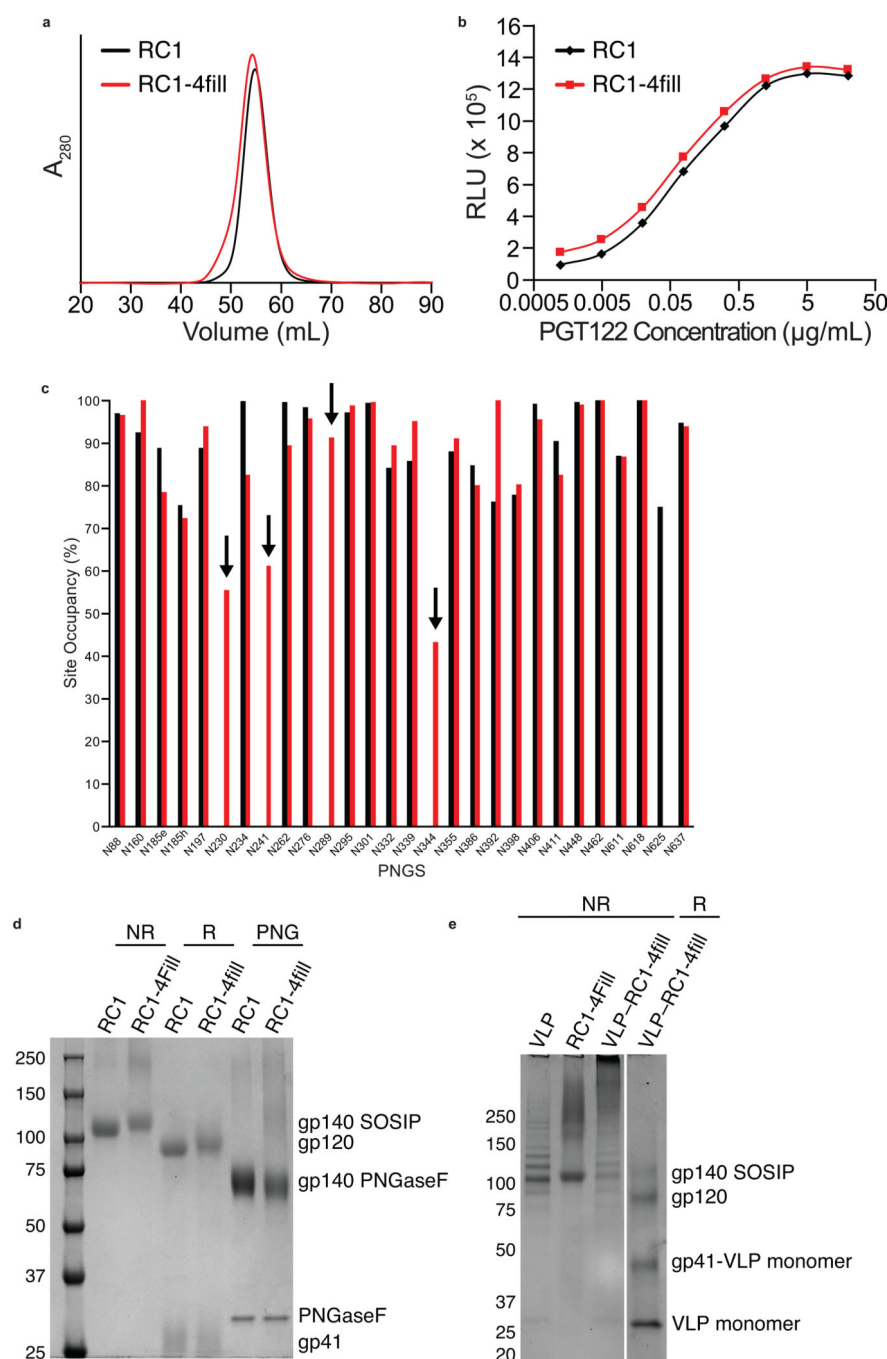 a
RC1
RC1-4fill
A280
20 30 40 50 60 70 80 90
Volume (mL)
b
RC1
RC1-4fill
RLU (x 10⁵)
16
14
12
10
8
6
4
2
0
0.0005 0.005 0.05 0.5 5 50
PGT122 Concentration (µg/mL)
c
Site Occupancy (%)
100
90
80
70
60
50
40
30
20
10
0
N88 N160 N185e N185h N197 N230 N234 N241 N262 N276 N289 N295 N301 N332 N339 N344 N355 N386 N392 N398 N406 N411 N448 N462 N611 N618 N625 N637
PNGS
d
NR R PNG
RC1 RC1-4Fill RC1 RC1-4fill RC1 RC1-4fill
250
150
100
75
50
37
25
gp140 SOSIP
gp120
gp140 PNGaseF
PNGaseF
gp41
e
NR R
VLP RC1-4Fill VLP–RC1-4fill VLP–RC1-4fill
250
150
100
75
50
37
25
20
gp140 SOSIP
gp120
gp41-VLP monomer
VLP monomer